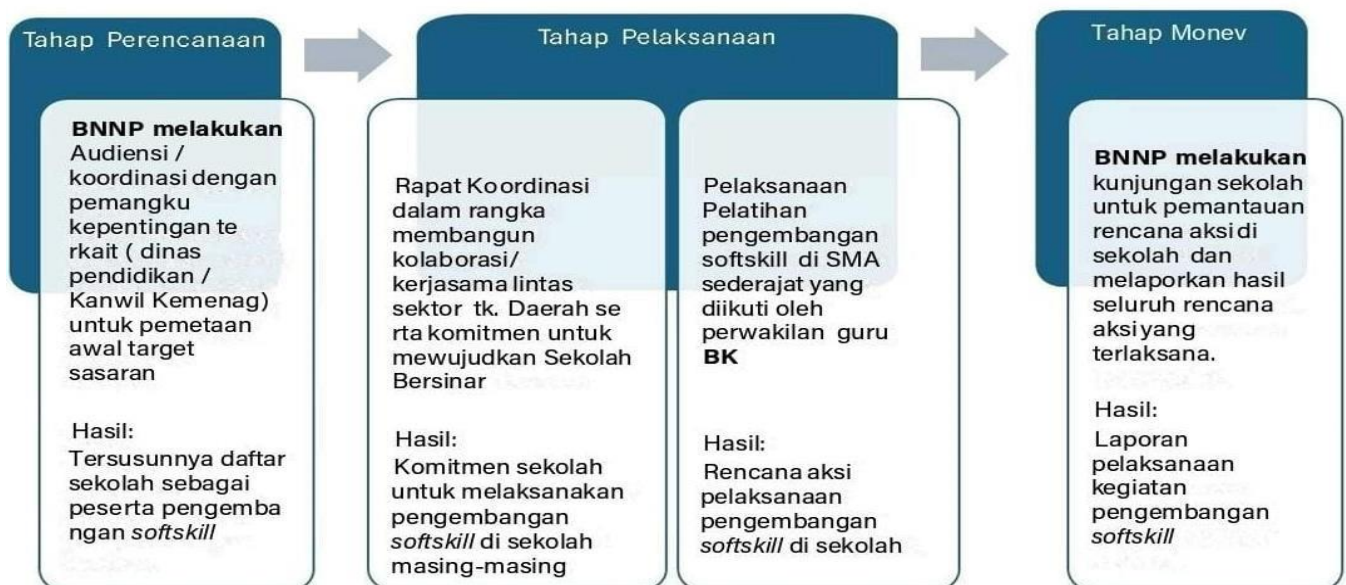 Tahap Perencanaan
BNNP melakukan
Audiensi /
koordinasi dengan
pemangku
kepentingan te
rkait ( dinas
pendidikan /
Kanwil Kemenag)
untuk pemetaan
awal target
sasaran
Hasil:
Tersusunnya daftar
sekolah sebagai
peserta pengemba
ngan softskill
Tahap Pelaksanaan
Rapat Koordinasi
dalam rangka
membangun
kolaborasi/
kerjasama lintas
sektor tk. Daerah se
rta komitmen untuk
mewujudkan Sekolah
Bersinar
Hasil:
Komitmen sekolah
untuk melaksanakan
pengembangan
softskill di sekolah
masing-masing
Pelaksanaan
Pelatihan
pengembangan
softskill di SMA
sederajat yang
diikuti oleh
perwakilan guru
BK
Hasil:
Rencana aksi
pelaksanaan
pengembangan
softskill di sekolah
Tahap Monev
BNNP melakukan
kunjungan sekolah
untuk pemantauan
rencana aksi di
sekolah dan
melaporkan hasil
seluruh rencana
aksi yang
terlaksana.
Hasil:
Laporan
pelaksanaan
kegiatan
pengembangan
softskill